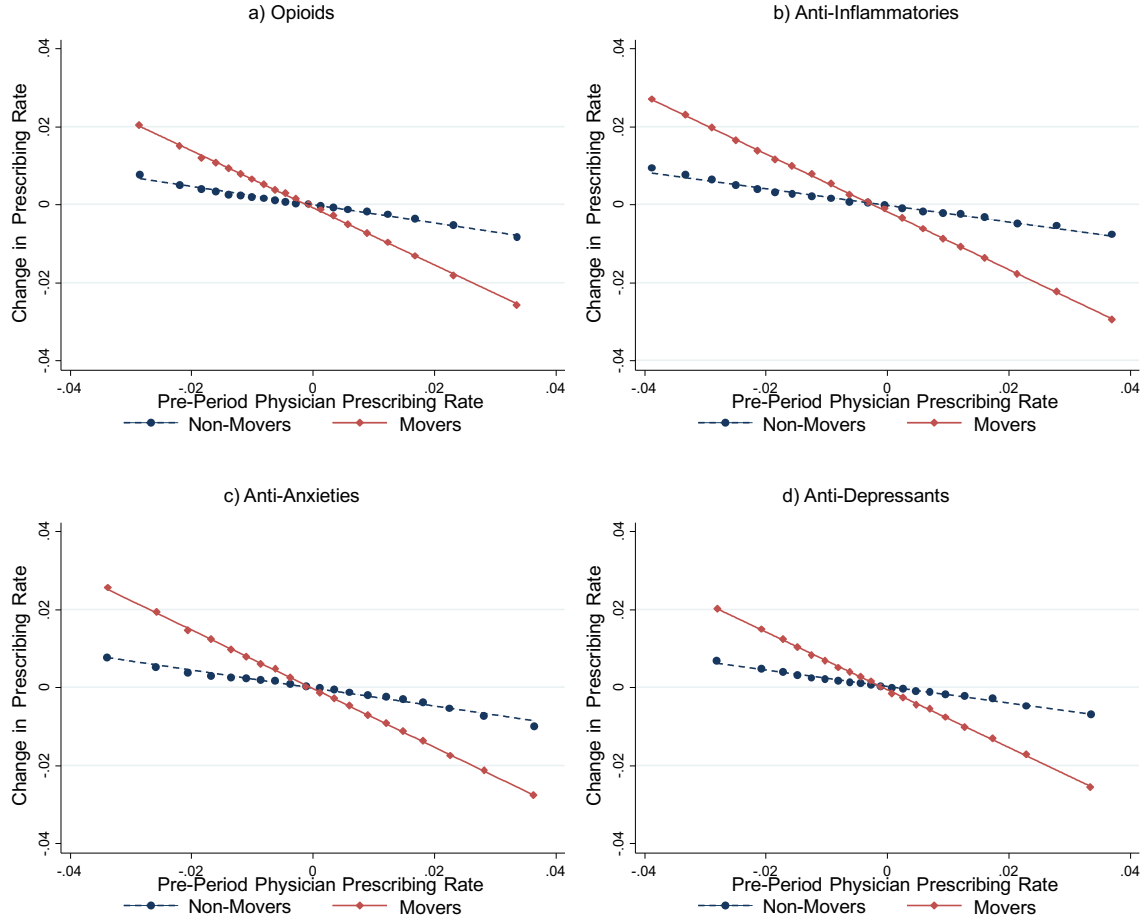 a) Opioids
Change in Prescribing Rate
.04
.02
0
-.02
-.04
-.04
-.02
0
.02
.04
Pre-Period Physician Prescribing Rate
Non-Movers
Movers
b) Anti-Inflammatories
Change in Prescribing Rate
.04
.02
0
-.02
-.04
-.04
-.02
0
.02
.04
Pre-Period Physician Prescribing Rate
Non-Movers
Movers
c) Anti-Anxieties
Change in Prescribing Rate
.04
.02
0
-.02
-.04
-.04
-.02
0
.02
.04
Pre-Period Physician Prescribing Rate
Non-Movers
Movers
d) Anti-Depressants
Change in Prescribing Rate
.04
.02
0
-.02
-.04
-.04
-.02
0
.02
.04
Pre-Period Physician Prescribing Rate
Non-Movers
Movers